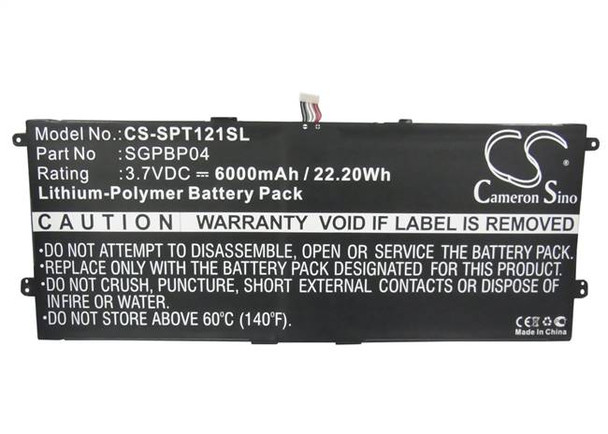 Model No.:CS-SPT121SL
Part No : SGPBP04
Rating : 3.7VDC ⎓ 6000mAh / 22.20Wh
Lithium-Polymer Battery Pack
CS
Cameron Sino
CAUTION WARRANTY VOID IF LABEL IS REMOVED
•DO NOT ATTEMPT TO DISASSEMBLE, OPEN OR SERVICE THE BATTERY PACK.
•REPLACE ONLY WITH THE BATTERY PACK DESIGNATED FOR THE PRODUCT.
•DO NOT CRUSH, PUNCTURE, SHORT EXTERNAL CONTACTS OR DISPOSE OF
INFIRE OR WATER.
•DO NOT STORE ABOVE 60℃ (140℉)
CE
Made In China